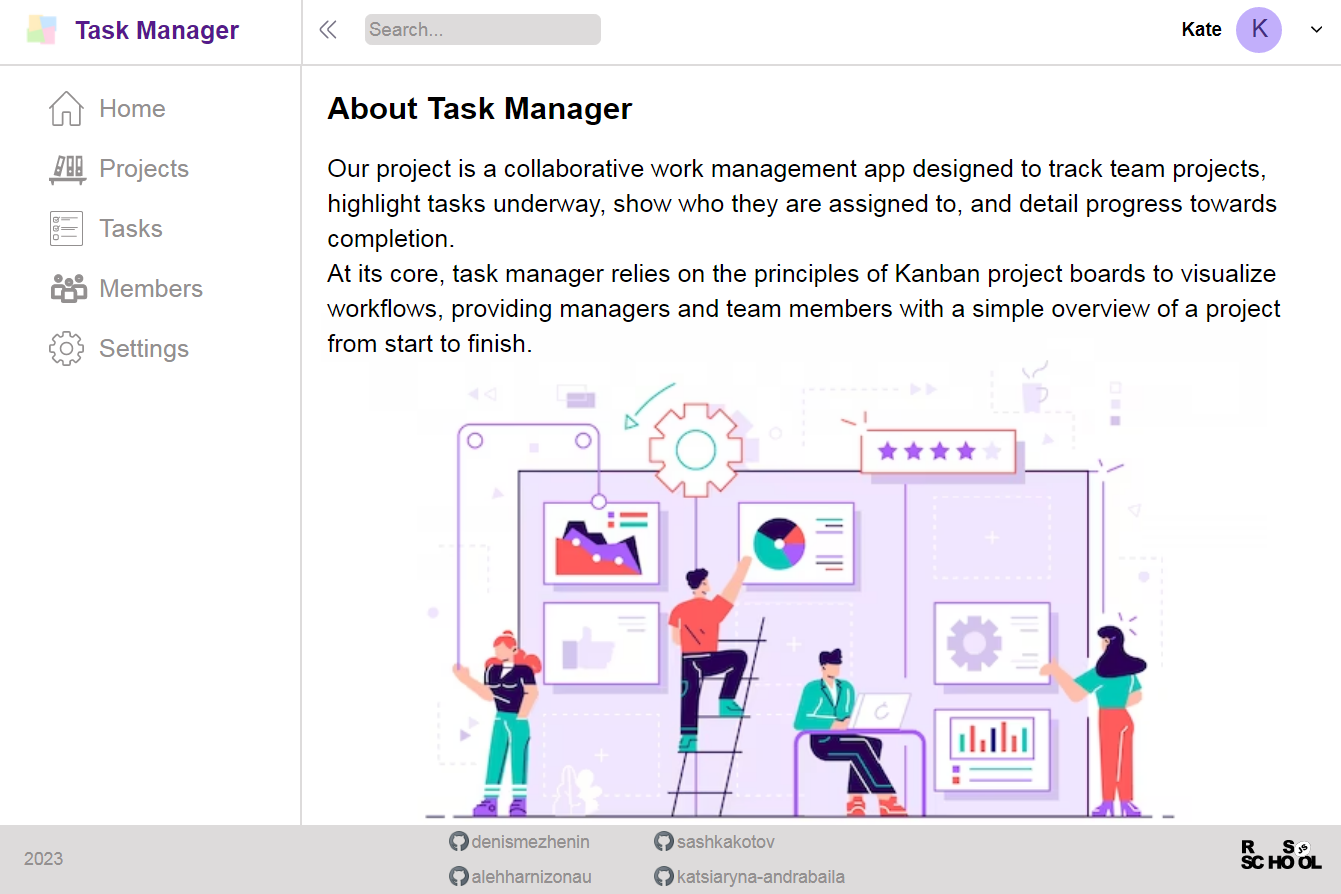 Task Manager
Search...
Kate
K
Home
Projects
Tasks
Members
Settings
About Task Manager
Our project is a collaborative work management app designed to track team projects,
highlight tasks underway, show who they are assigned to, and detail progress towards
completion.
At its core, task manager relies on the principles of Kanban project boards to visualize
workflows, providing managers and team members with a simple overview of a project
from start to finish.
2023
denismezhenin
sashkakotov
alehharnizonau
katsiaryna-andrabaila
R S JS
SCHOOL